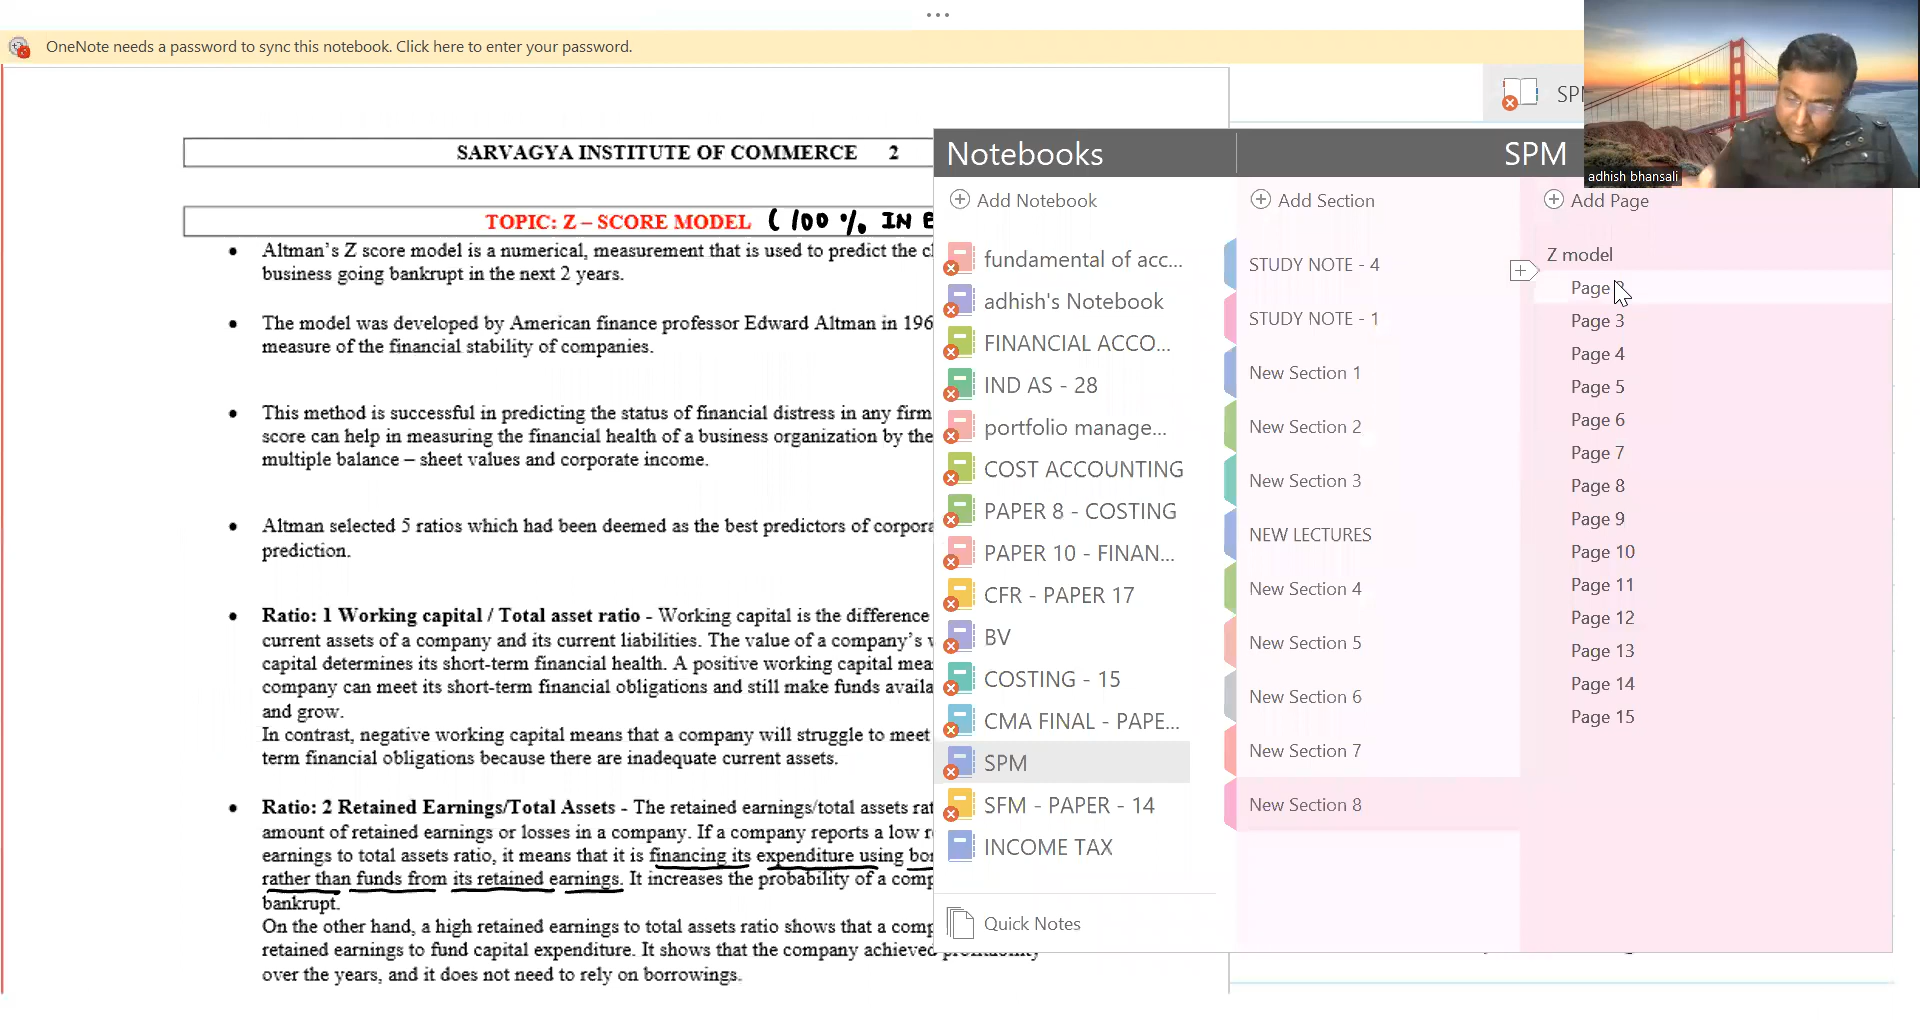 OneNote needs a password to sync this notebook. Click here to enter your password.
SPM
adhish bhansali
SARVAGYA INSTITUTE OF COMMERCE 2
TOPIC: Z – SCORE MODEL ( 100 % IN
Altman's Z score model is a numerical, measurement that is used to predict the
business going bankrupt in the next 2 years.
The model was developed by American finance professor Edward Altman in 196
measure of the financial stability of companies.
This method is successful in predicting the status of financial distress in any firm
score can help in measuring the financial health of a business organization by the
multiple balance – sheet values and corporate income.
Altman selected 5 ratios which had been deemed as the best predictors of
prediction.
Ratio: 1 Working capital / Total asset ratio - Working capital is the difference
current assets of a company and its current liabilities. The value of a company's
capital determines its short-term financial health. A positive working capital
company can meet its short-term financial obligations and still make funds
and grow.
In contrast, negative working capital means that a company will struggle to meet
term financial obligations because there are inadequate current assets.
Ratio: 2 Retained Earnings/Total Assets - The retained earnings/total assets
amount of retained earnings or losses in a company. If a company reports a low
earnings to total assets ratio, it means that it is financing its expenditure using
rather than funds from its retained earnings. It increases the probability of a
bankrupt.
On the other hand, a high retained earnings to total assets ratio shows that a
retained earnings to fund capital expenditure. It shows that the company achieved profitability
over the years, and it does not need to rely on borrowings.
Notebooks
SPM
Add Notebook
fundamental of acc...
adhish's Notebook
FINANCIAL ACCO...
IND AS - 28
portfolio manage...
COST ACCOUNTING
PAPER 8 - COSTING
PAPER 10 - FINAN...
CFR - PAPER 17
BV
COSTING - 15
CMA FINAL - PAPE...
SPM
SFM - PAPER - 14
INCOME TAX
Quick Notes
Add Section
STUDY NOTE - 4
STUDY NOTE - 1
New Section 1
New Section 2
New Section 3
NEW LECTURES
New Section 4
New Section 5
New Section 6
New Section 7
New Section 8
Add Page
Z model
Page
Page 3
Page 4
Page 5
Page 6
Page 7
Page 8
Page 9
Page 10
Page 11
Page 12
Page 13
Page 14
Page 15